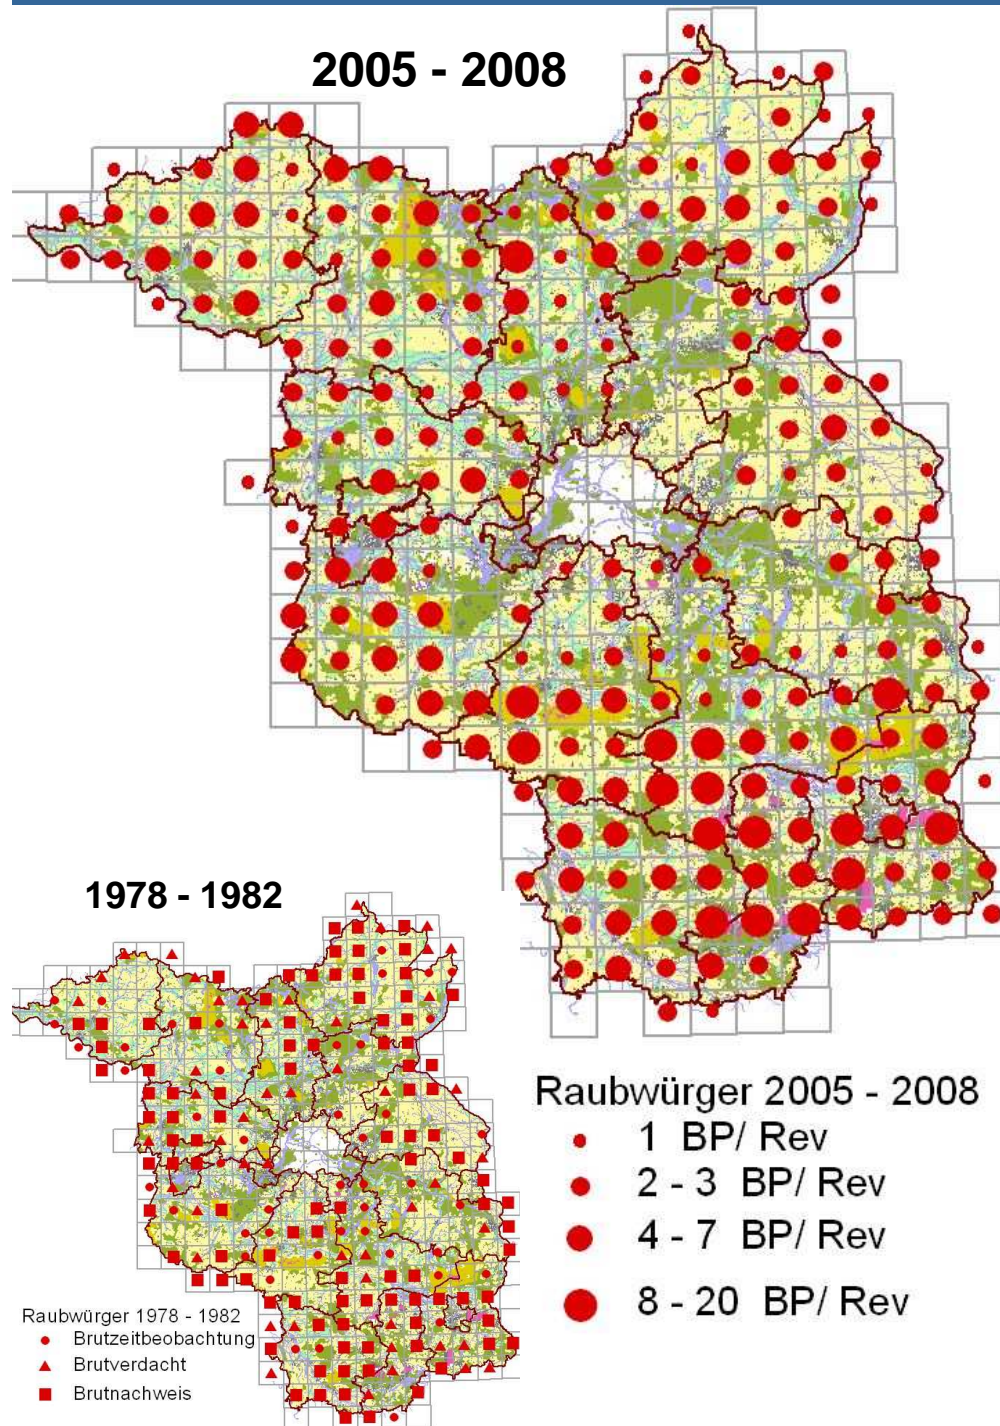 2005 - 2008
1978 - 1982
Raubwürger 2005 - 2008
1 BP/ Rev
2 - 3 BP/ Rev
4 - 7 BP/ Rev
8 - 20 BP/ Rev
Raubwürger 1978 - 1982
Brutzeitbeobachtung
Brutverdacht
Brutnachweis